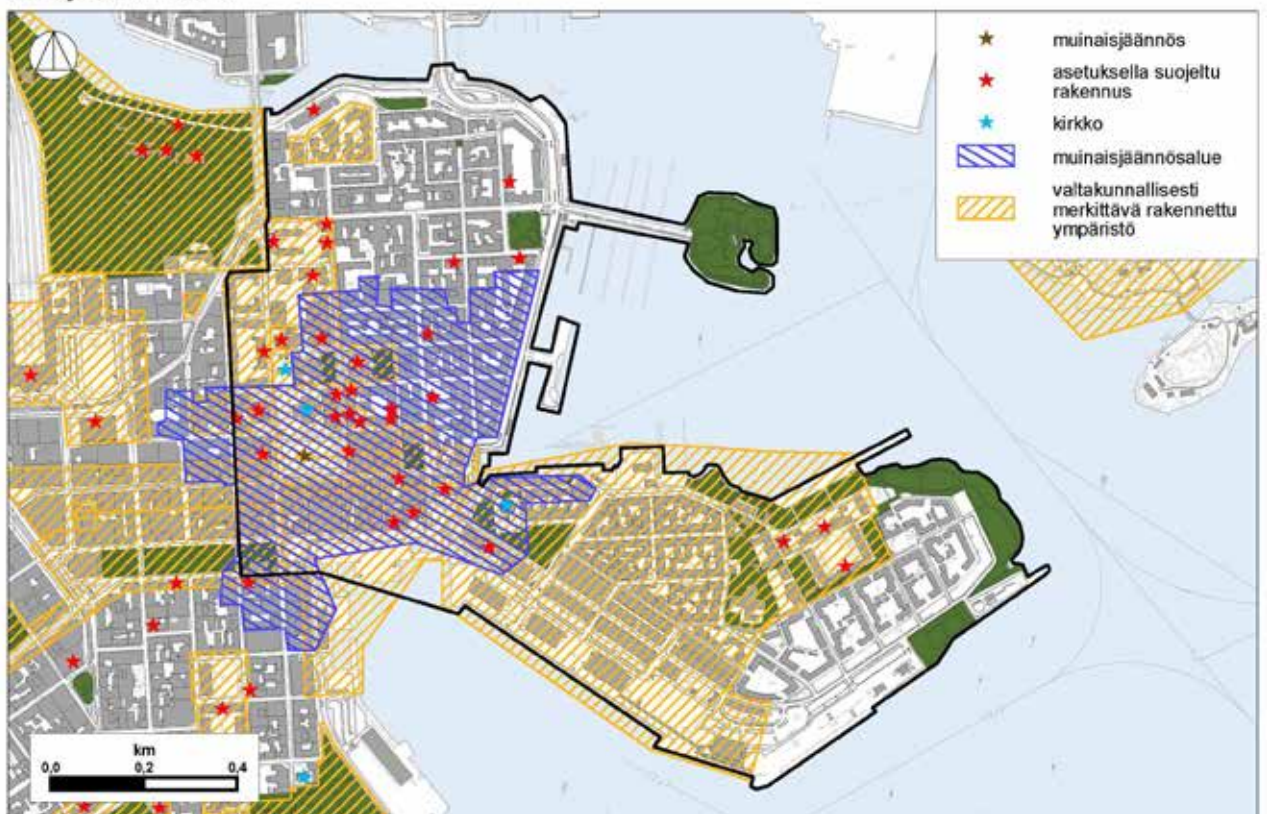 muinaisjäännös
asetuksella suojeltu
rakennus
kirkko
muinaisjäännösalue
valtakunnallisesti
merkittävä rakennettu
ympäristö
km
0,0 0,2 0,4